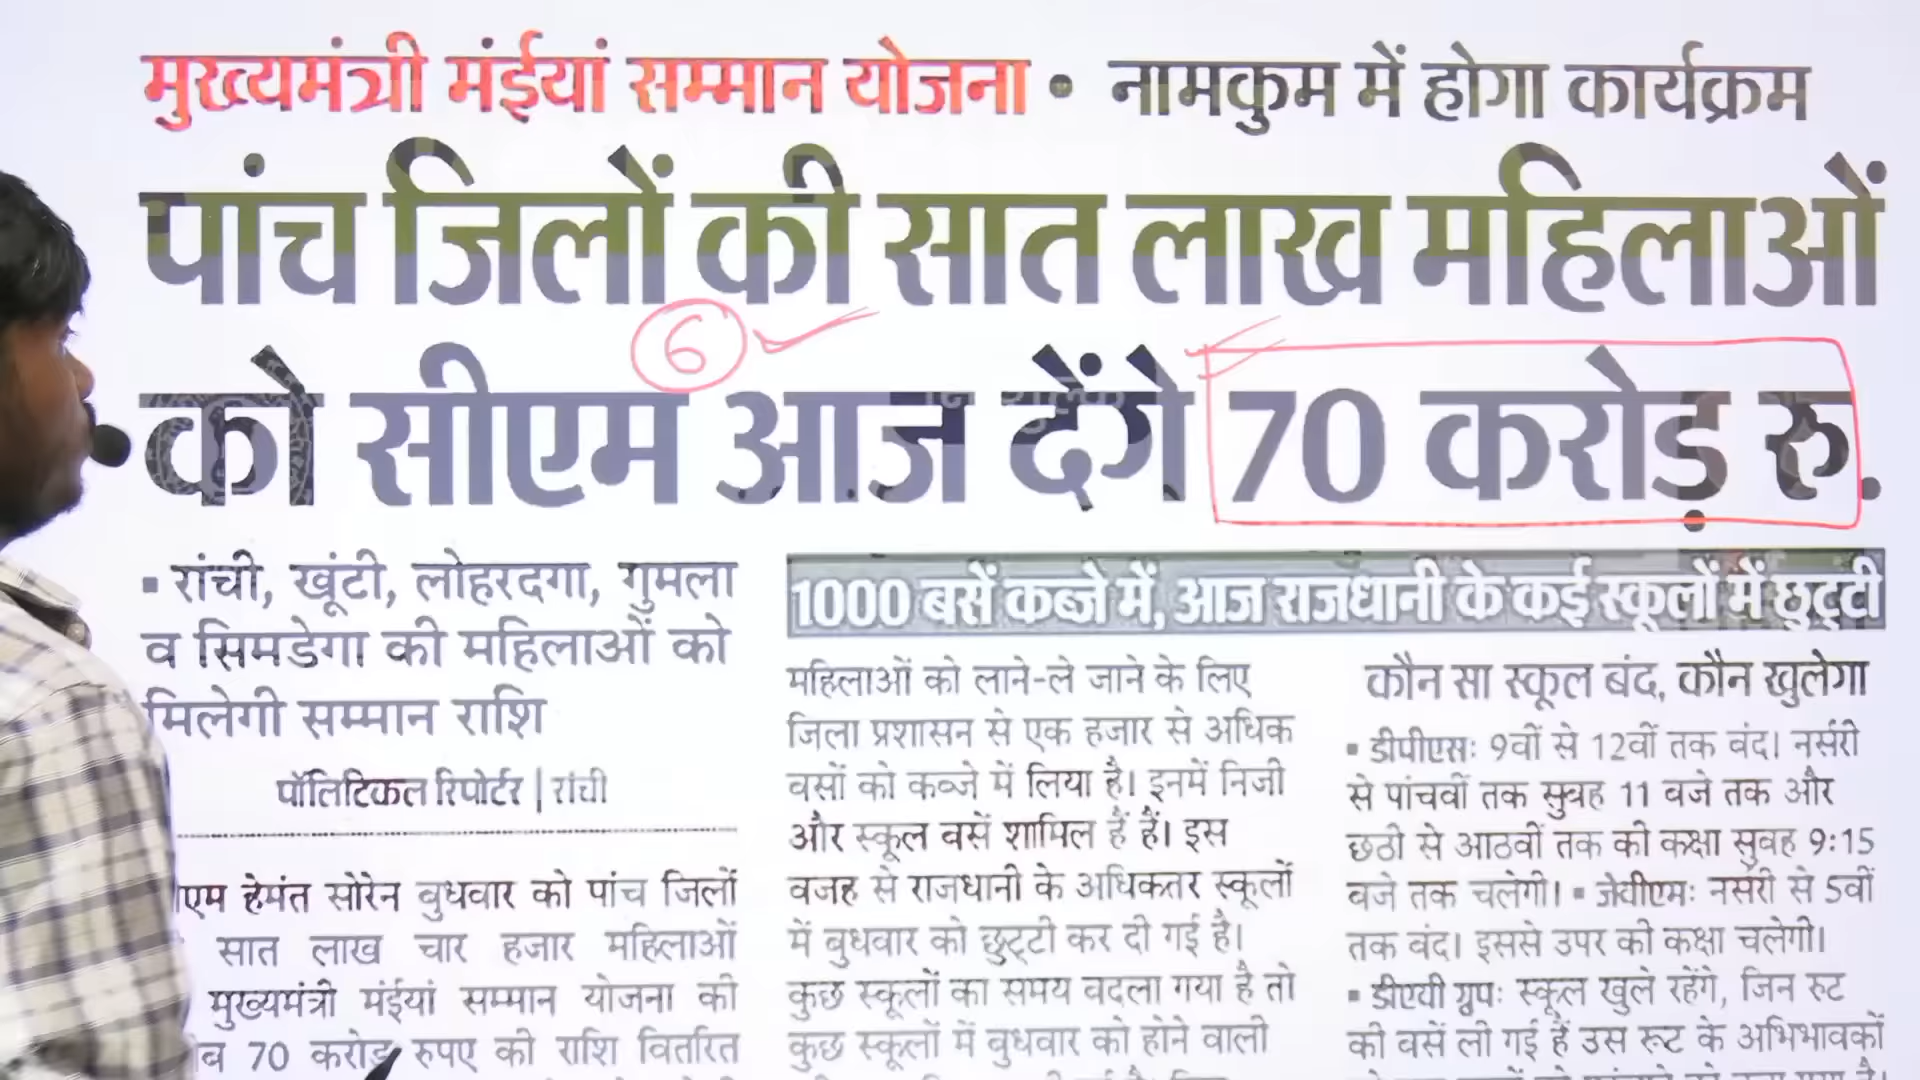 मुख्यमंत्री मंईयां सम्मान योजना • नामकुम में होगा कार्यक्रम
पांच जिलों की सात लाख महिलाओं
6
को सीएम आज देंगे 70 करोड़ रु.
▪ रांची, खूंटी, लोहरदगा, गुमला
व सिमडेगा की महिलाओं को
मिलेगी सम्मान राशि
पॉलिटिकल रिपोर्टर | रांची
एम हेमंत सोरेन बुधवार को पांच जिलों
सात लाख चार हजार महिलाओं
मुख्यमंत्री मंईयां सम्मान योजना की
70 करोड़ रुपए की राशि वितरित
1000 बसें कब्जे में, आज राजधानी के कई स्कूलों में छुट्टी
महिलाओं को लाने-ले जाने के लिए
जिला प्रशासन से एक हजार से अधिक
बसों को कब्जे में लिया है। इनमें निजी
और स्कूल बसें शामिल हैं हैं। इस
वजह से राजधानी के अधिकतर स्कूलों
में बुधवार को छुट्टी कर दी गई है।
कुछ स्कूलों का समय बदला गया है तो
कुछ स्कूलों में बुधवार को होने वाली
कौन सा स्कूल बंद, कौन खुलेगा
▪ डीपीएस: 9वीं से 12वीं तक बंद। नर्सरी
से पांचवीं तक सुबह 11 बजे तक और
छठी से आठवीं तक की कक्षा सुबह 9:15
बजे तक चलेगी। ▪ जेवीएम: नर्सरी से 5वीं
तक बंद। इससे उपर की कक्षा चलेगी।
▪ डीएवी ग्रुप: स्कूल खुले रहेंगे, जिन रुट
की बसें ली गई हैं उस रूट के अभिभावकों